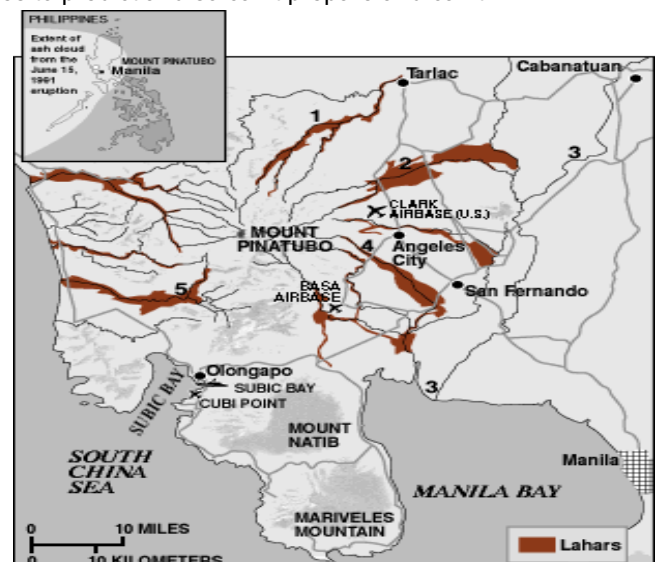 PHILIPPINES
Extent of
ash cloud
from the
June 15,
1991
eruption
MOUNT PINATUBO
Manila
Tarlac
Cabanatuan
1
2
3
CLARK
AIRBASE (U.S.)
MOUNT
PINATUBO
4
Angeles
City
5
BASA
AIRBASE
San Fernando
Olongapo
SUBIC BAY
CUBI POINT
SUBIC BAY
3
MOUNT
NATIB
SOUTH
CHINA
SEA
Manila
MANILA BAY
MARIVELES
MOUNTAIN
0 10 MILES
0 10 KILOMETERS
Lahars